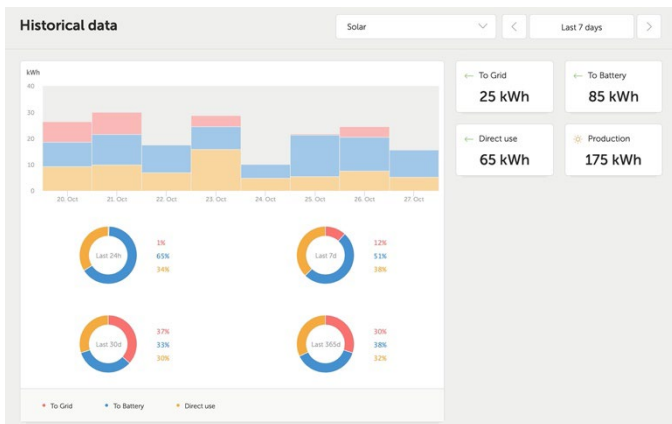 Historical data
Solar
Last 7 days
kWh
40
30
20
10
0
20. Oct 21. Oct 22. Oct 23. Oct 24. Oct 25. Oct 26. Oct 27. Oct
Last 24h
1%
65%
34%
Last 7d
12%
51%
38%
Last 30d
37%
33%
30%
Last 365d
30%
38%
32%
To Grid To Battery Direct use
To Grid
25 kWh
To Battery
85 kWh
Direct use
65 kWh
Production
175 kWh